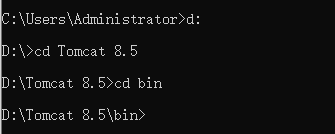 C:\Users\Administrator>d:
D:\>cd Tomcat 8.5
D:\Tomcat 8.5>cd bin
D:\Tomcat 8.5\bin>